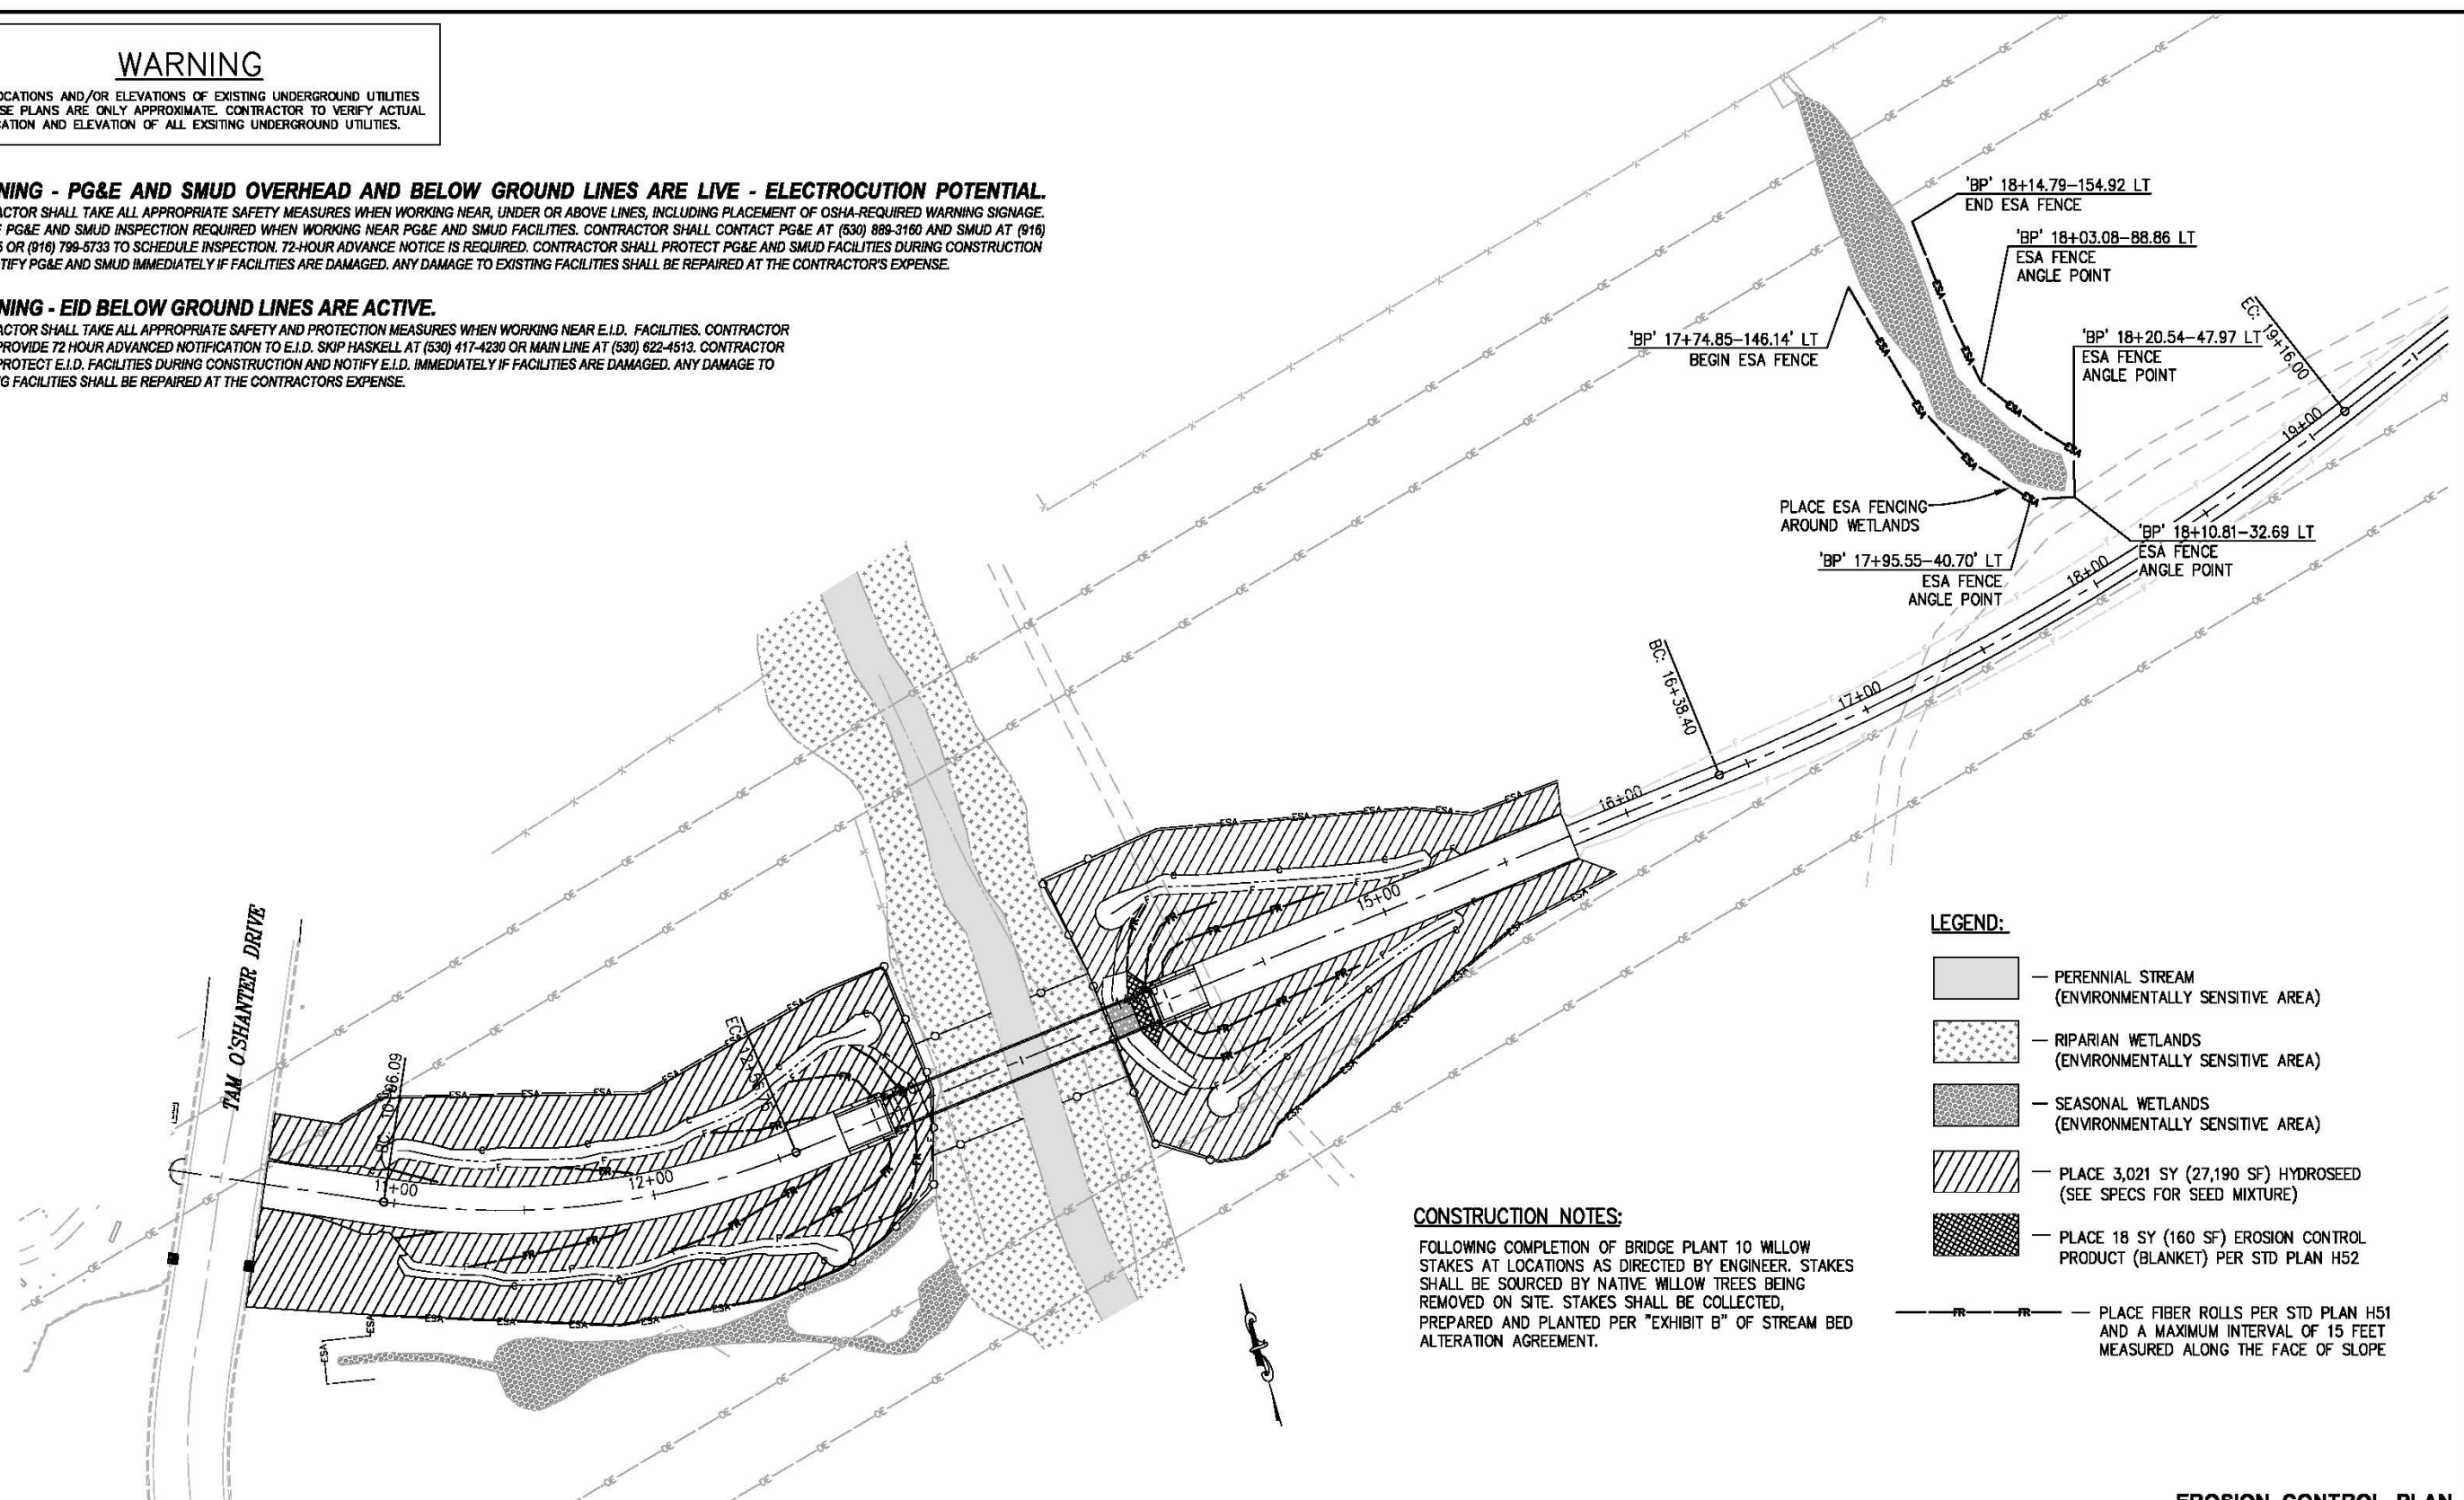 WARNING
OCATIONS AND/OR ELEVATIONS OF EXISTING UNDERGROUND UTILITIES
SE PLANS ARE ONLY APPROXIMATE. CONTRACTOR TO VERIFY ACTUAL
CATION AND ELEVATION OF ALL EXSITING UNDERGROUND UTILITIES.
NING - PG&E AND SMUD OVERHEAD AND BELOW GROUND LINES ARE LIVE - ELECTROCUTION POTENTIAL.
ACTOR SHALL TAKE ALL APPROPRIATE SAFETY MEASURES WHEN WORKING NEAR, UNDER OR ABOVE LINES, INCLUDING PLACEMENT OF OSHA-REQUIRED WARNING SIGNAGE.
PG&E AND SMUD INSPECTION REQUIRED WHEN WORKING NEAR PG&E AND SMUD FACILITIES. CONTRACTOR SHALL CONTACT PG&E AT (530) 889-3160 AND SMUD AT (916)
5 OR (916) 799-5733 TO SCHEDULE INSPECTION. 72-HOUR ADVANCE NOTICE IS REQUIRED. CONTRACTOR SHALL PROTECT PG&E AND SMUD FACILITIES DURING CONSTRUCTION
TIFY PG&E AND SMUD IMMEDIATELY IF FACILITIES ARE DAMAGED. ANY DAMAGE TO EXISTING FACILITIES SHALL BE REPAIRED AT THE CONTRACTOR'S EXPENSE.
NING - EID BELOW GROUND LINES ARE ACTIVE.
ACTOR SHALL TAKE ALL APPROPRIATE SAFETY AND PROTECTION MEASURES WHEN WORKING NEAR E.I.D. FACILITIES. CONTRACTOR
PROVIDE 72 HOUR ADVANCED NOTIFICATION TO E.I.D. SKIP HASKELL AT (530) 417-4230 OR MAIN LINE AT (530) 622-4513. CONTRACTOR
PROTECT E.I.D. FACILITIES DURING CONSTRUCTION AND NOTIFY E.I.D. IMMEDIATELY IF FACILITIES ARE DAMAGED. ANY DAMAGE TO
G FACILITIES SHALL BE REPAIRED AT THE CONTRACTORS EXPENSE.
'BP' 18+14.79-154.92 LT
END ESA FENCE
'BP' 18+03.08-88.86 LT
ESA FENCE
ANGLE POINT
'BP' 17+74.85-146.14' LT
BEGIN ESA FENCE
'BP' 18+20.54-47.97 LT
ESA FENCE
ANGLE POINT
EC: 19+16.00
19+00
PLACE ESA FENCING
AROUND WETLANDS
'BP' 18+10.81-32.69 LT
ESA FENCE
ANGLE POINT
'BP' 17+95.55-40.70' LT
ESA FENCE
ANGLE POINT
18+00
BC: 16+38.40
17+00
16+00
15+00
TAM O'SHANTER DRIVE
EC: 12+56.75
BC: 10+96.09
11+00
12+00
LEGEND:
PERENNIAL STREAM
(ENVIRONMENTALLY SENSITIVE AREA)
RIPARIAN WETLANDS
(ENVIRONMENTALLY SENSITIVE AREA)
SEASONAL WETLANDS
(ENVIRONMENTALLY SENSITIVE AREA)
PLACE 3,021 SY (27,190 SF) HYDROSEED
(SEE SPECS FOR SEED MIXTURE)
PLACE 18 SY (160 SF) EROSION CONTROL
PRODUCT (BLANKET) PER STD PLAN H52
FR FR
PLACE FIBER ROLLS PER STD PLAN H51
AND A MAXIMUM INTERVAL OF 15 FEET
MEASURED ALONG THE FACE OF SLOPE
CONSTRUCTION NOTES:
FOLLOWING COMPLETION OF BRIDGE PLANT 10 WILLOW
STAKES AT LOCATIONS AS DIRECTED BY ENGINEER. STAKES
SHALL BE SOURCED BY NATIVE WILLOW TREES BEING
REMOVED ON SITE. STAKES SHALL BE COLLECTED,
PREPARED AND PLANTED PER "EXHIBIT B" OF STREAM BED
ALTERATION AGREEMENT.
EROSION CONTROL PLAN